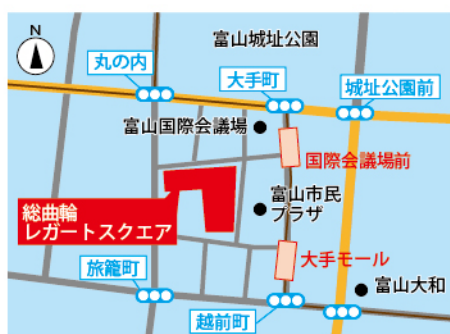 N
富山城址公園
丸の内
大手町
城址公園前
富山国際会議場
国際会議場前
総曲輪
レガートスクエア
富山市民
プラザ
大手モール
旅籠町
富山大和
越前町